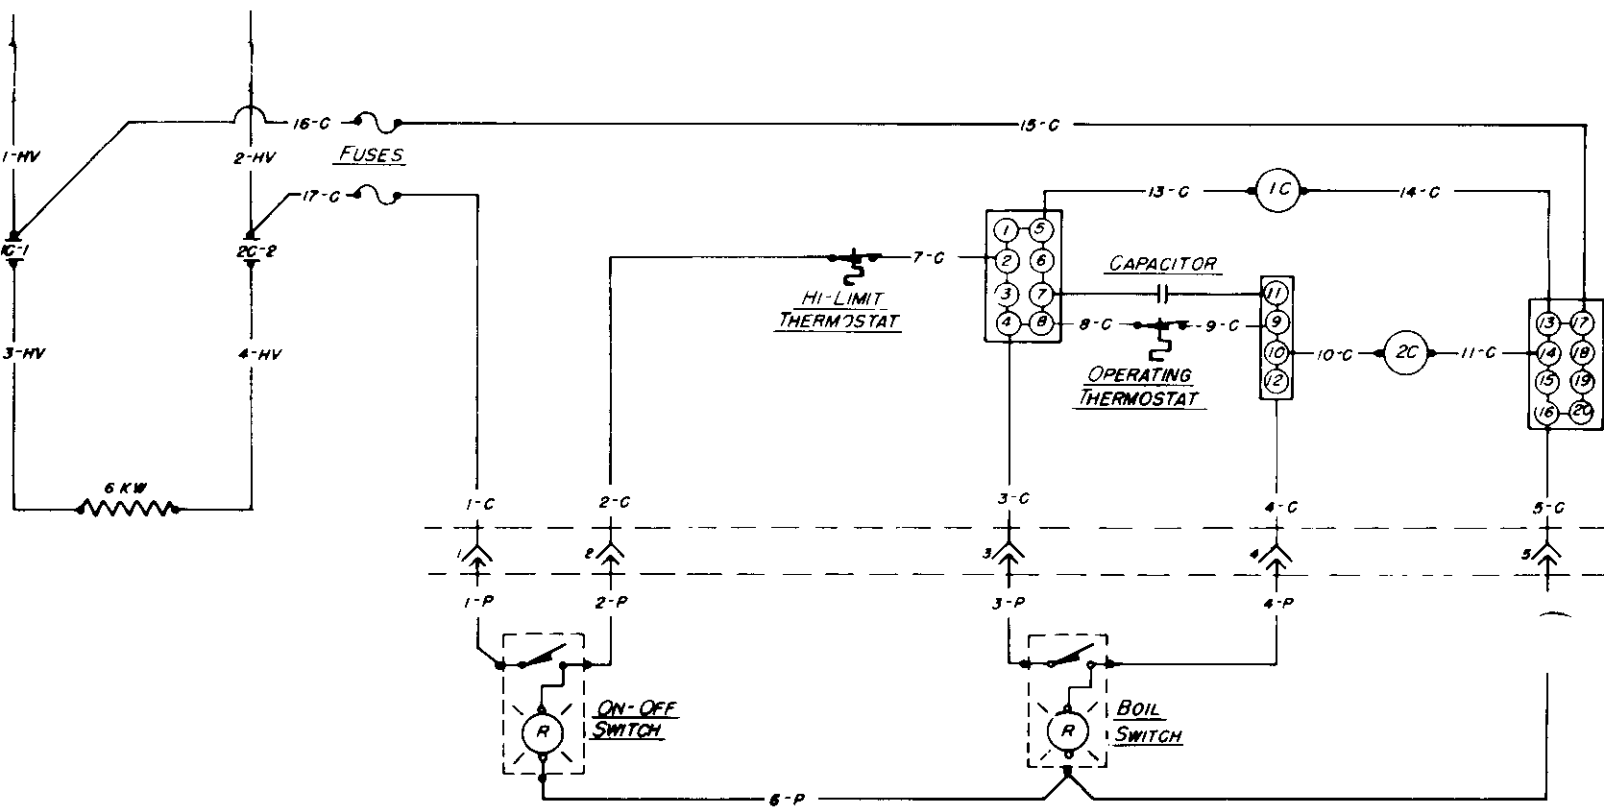 16-C
15-C
1-HV
2-HV
FUSES
17-C
13-C
1C
14-C
1C-1
2C-2
7-C
1
5
2
6
3
7
4
8
HI-LIMIT
THERMOSTAT
CAPACITOR
8-C
9-C
OPERATING
THERMOSTAT
11
9
10
12
10-C
2C
11-C
13
17
14
18
15
19
16
20
3-HV
4-HV
6 KW
1-C
2-C
3-C
4-C
5-C
1
2
3
4
5
1-P
2-P
3-P
4-P
R
ON-OFF
SWITCH
R
BOIL
SWITCH
6-P